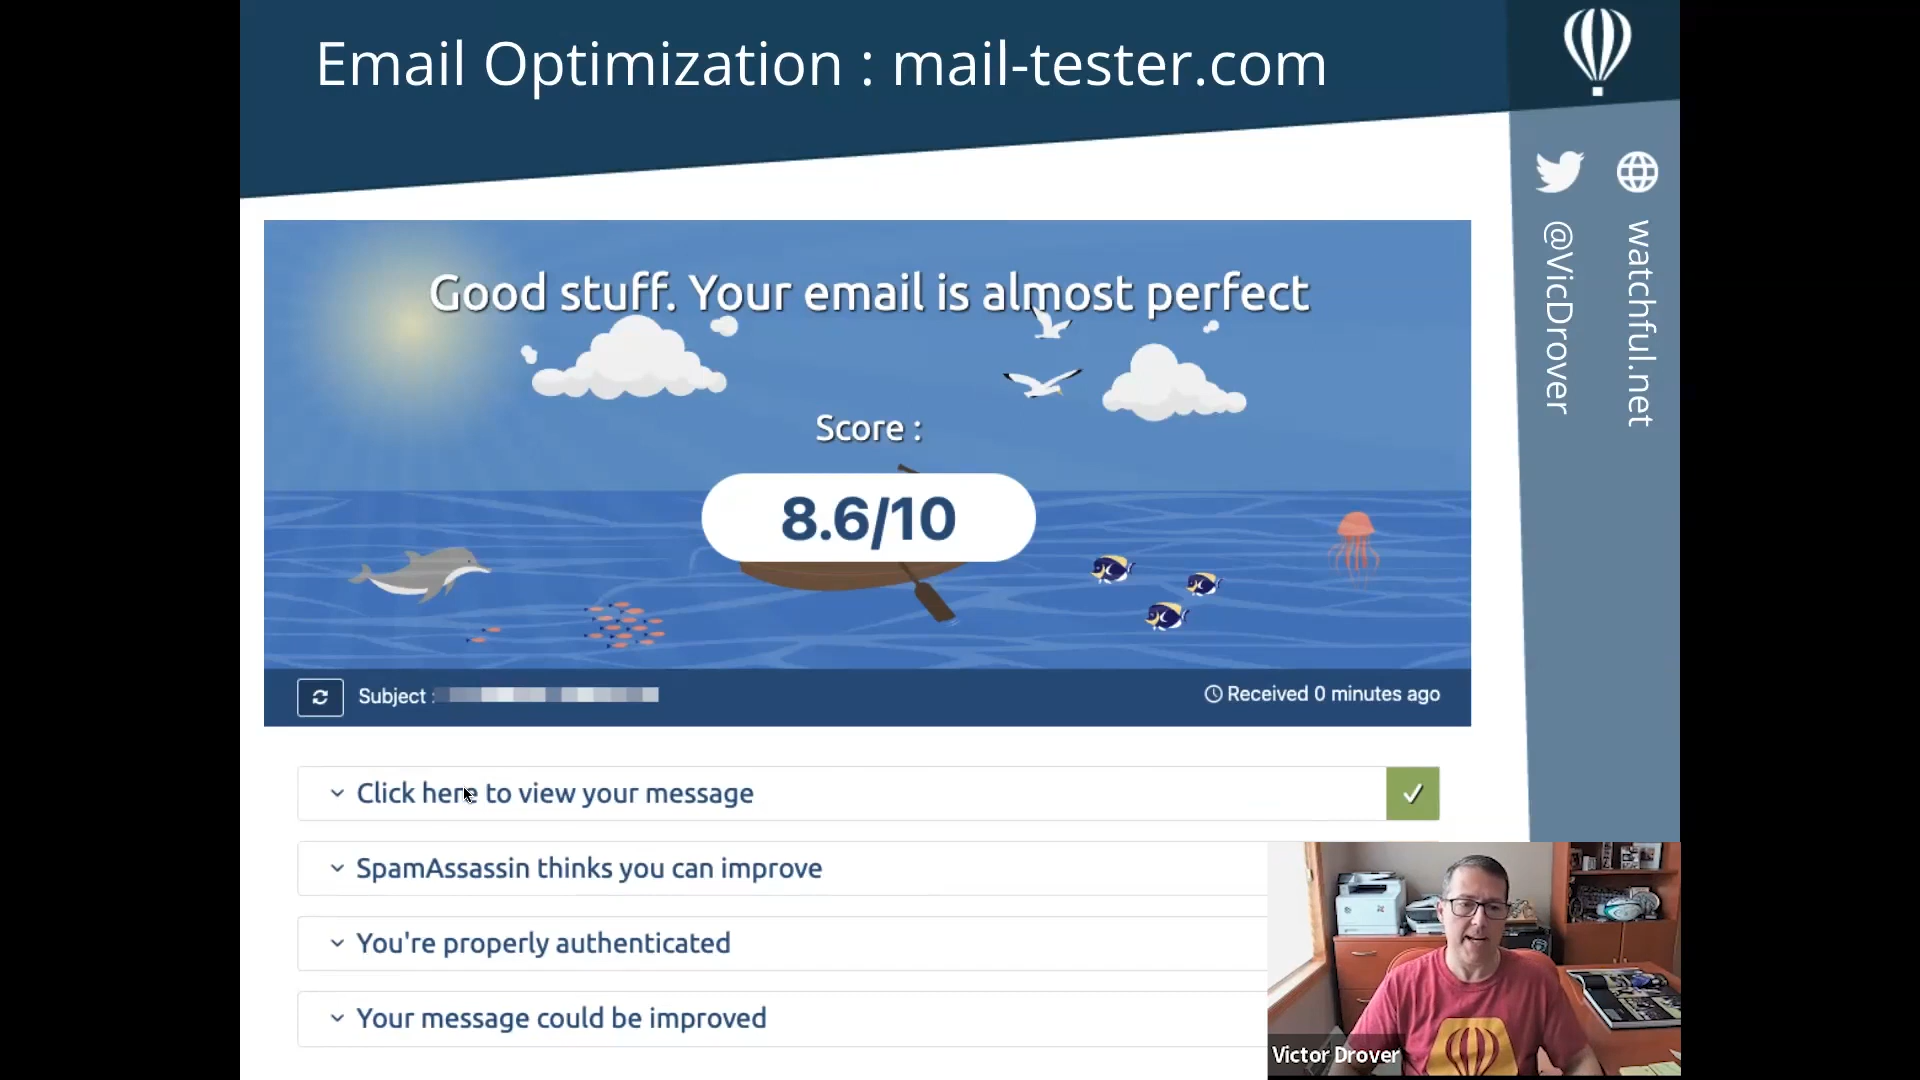 Email Optimization : mail-tester.com
@VicDrover
watchful.net
Good stuff. Your email is almost perfect
Score :
8.6/10
Subject :
Received 0 minutes ago
Click here to view your message
SpamAssassin thinks you can improve
You're properly authenticated
Your message could be improved
Victor Drover